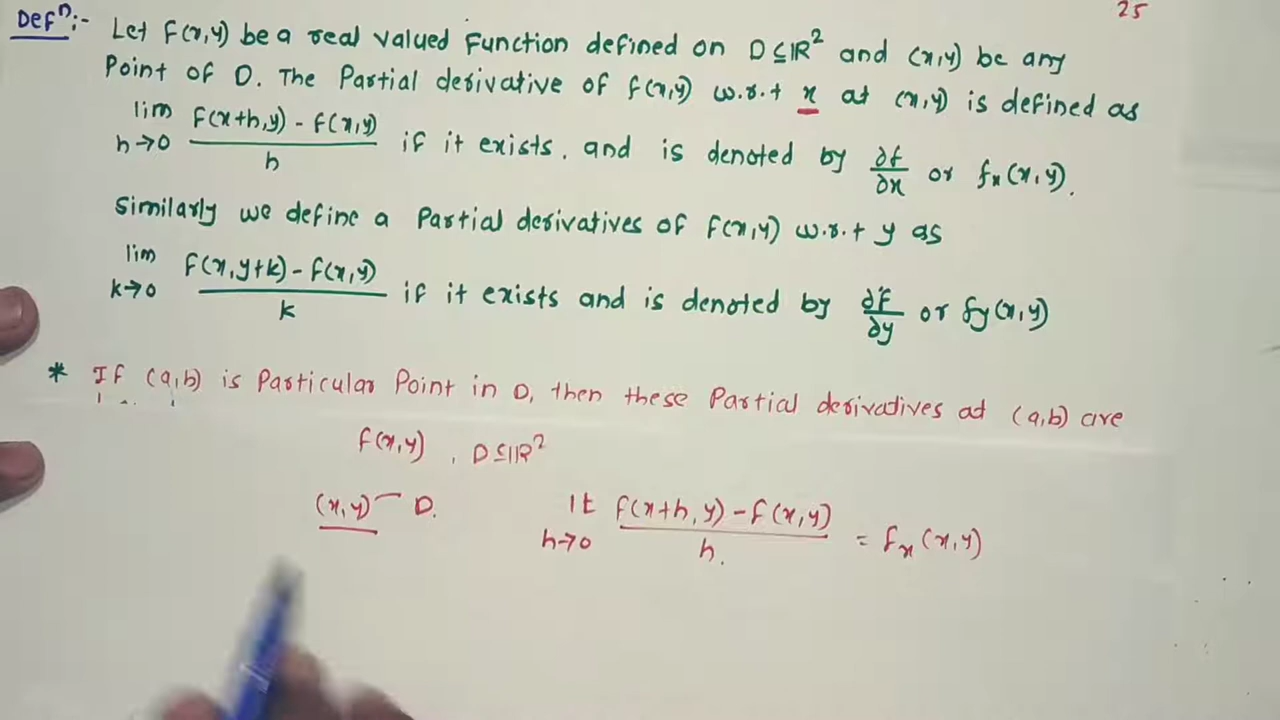 25
Defⁿ:- Let f(x,y) be a real valued function defined on D⊆ℝ² and (x,y) be any
Point of D. The Partial derivative of f(x,y) w.r.t x at (x,y) is defined as
lim h→0 f(x+h,y) - f(x,y) / h if it exists. and is denoted by ∂f/∂x or fₓ(x,y).
Similarly we define a Partial derivatives of f(x,y) w.r.t y as
lim k→0 f(x,y+k) - f(x,y) / k if it exists and is denoted by ∂f/∂y or fy(x,y)
* If (a,b) is Particular Point in D, then these Partial derivatives at (a,b) are
f(x,y) , D⊆ℝ²
(x,y) — D. lt h→0 f(x+h, y) - f(x,y) / h. = fₓ(x,y)